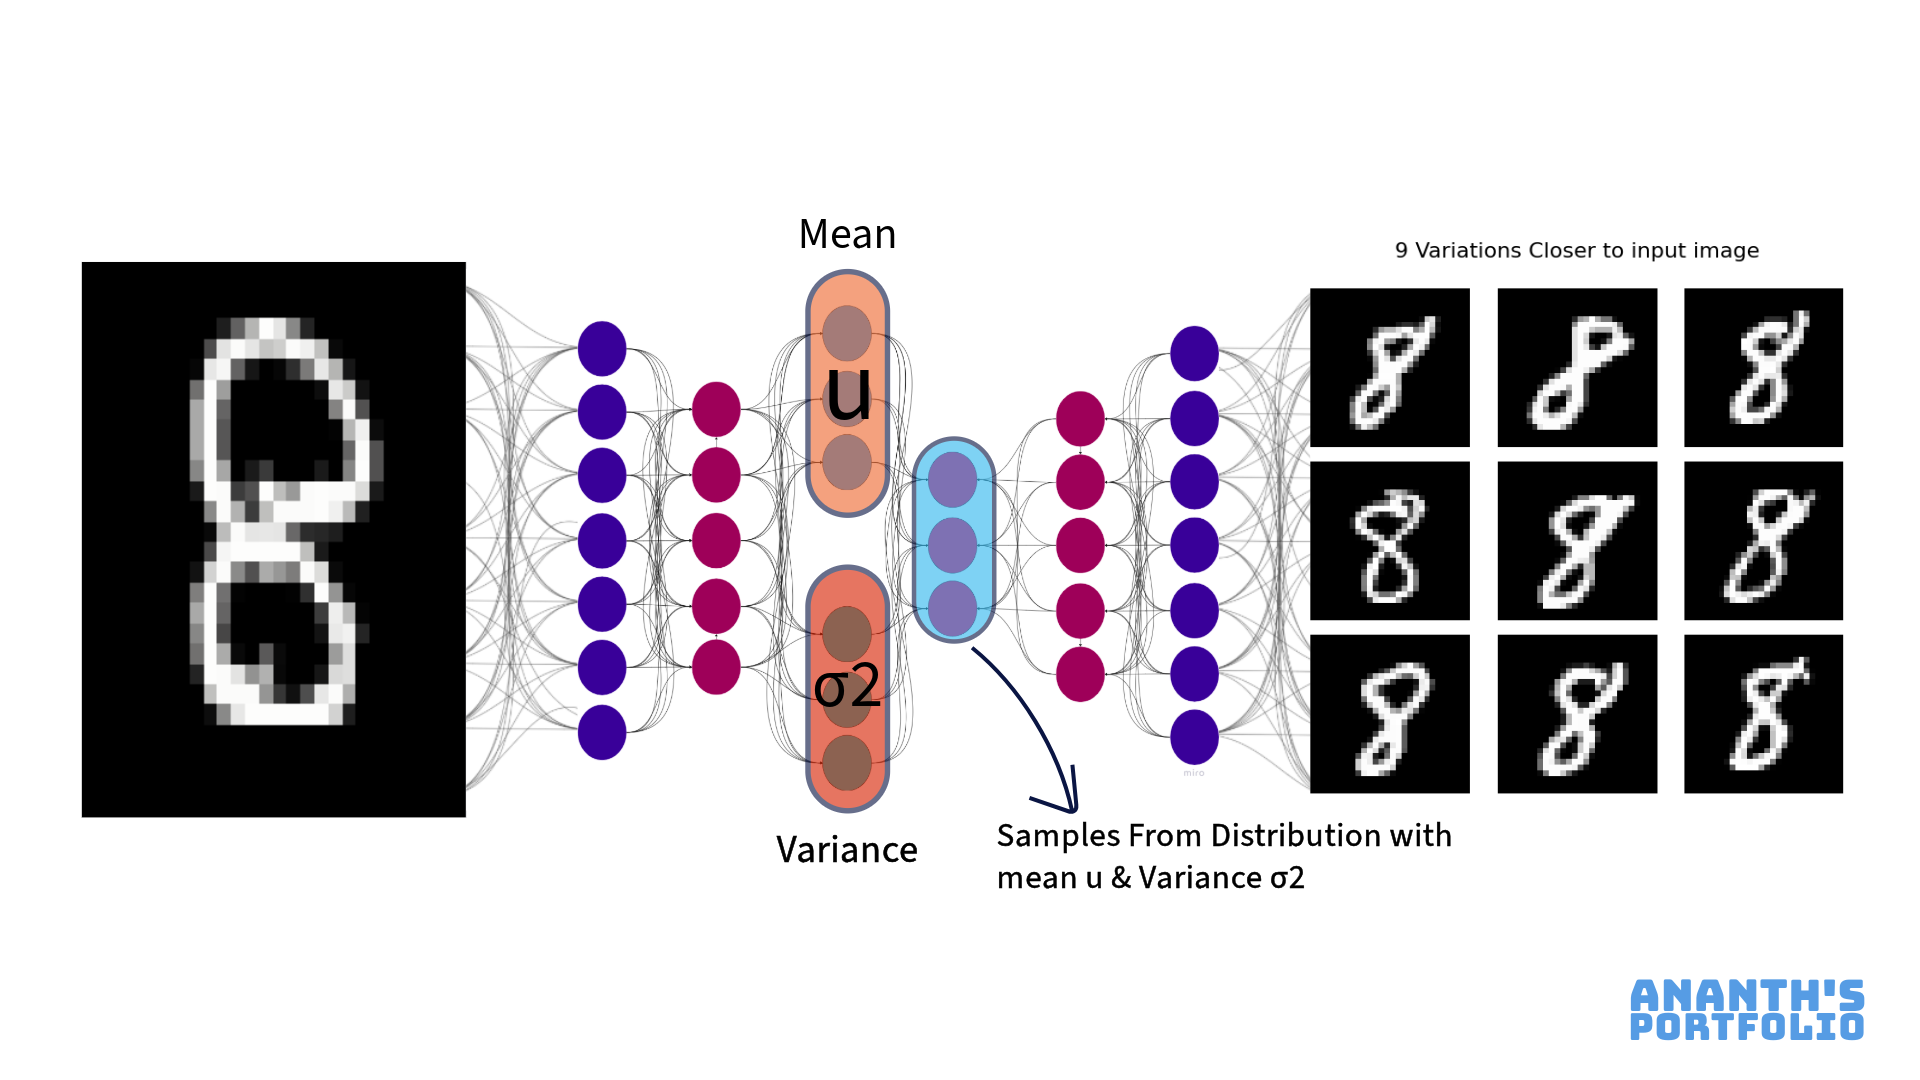 Mean
u
σ2
Variance
9 Variations Closer to input image
miro
Samples From Distribution with
mean u & Variance σ2
ANANTH'S
PORTFOLIO